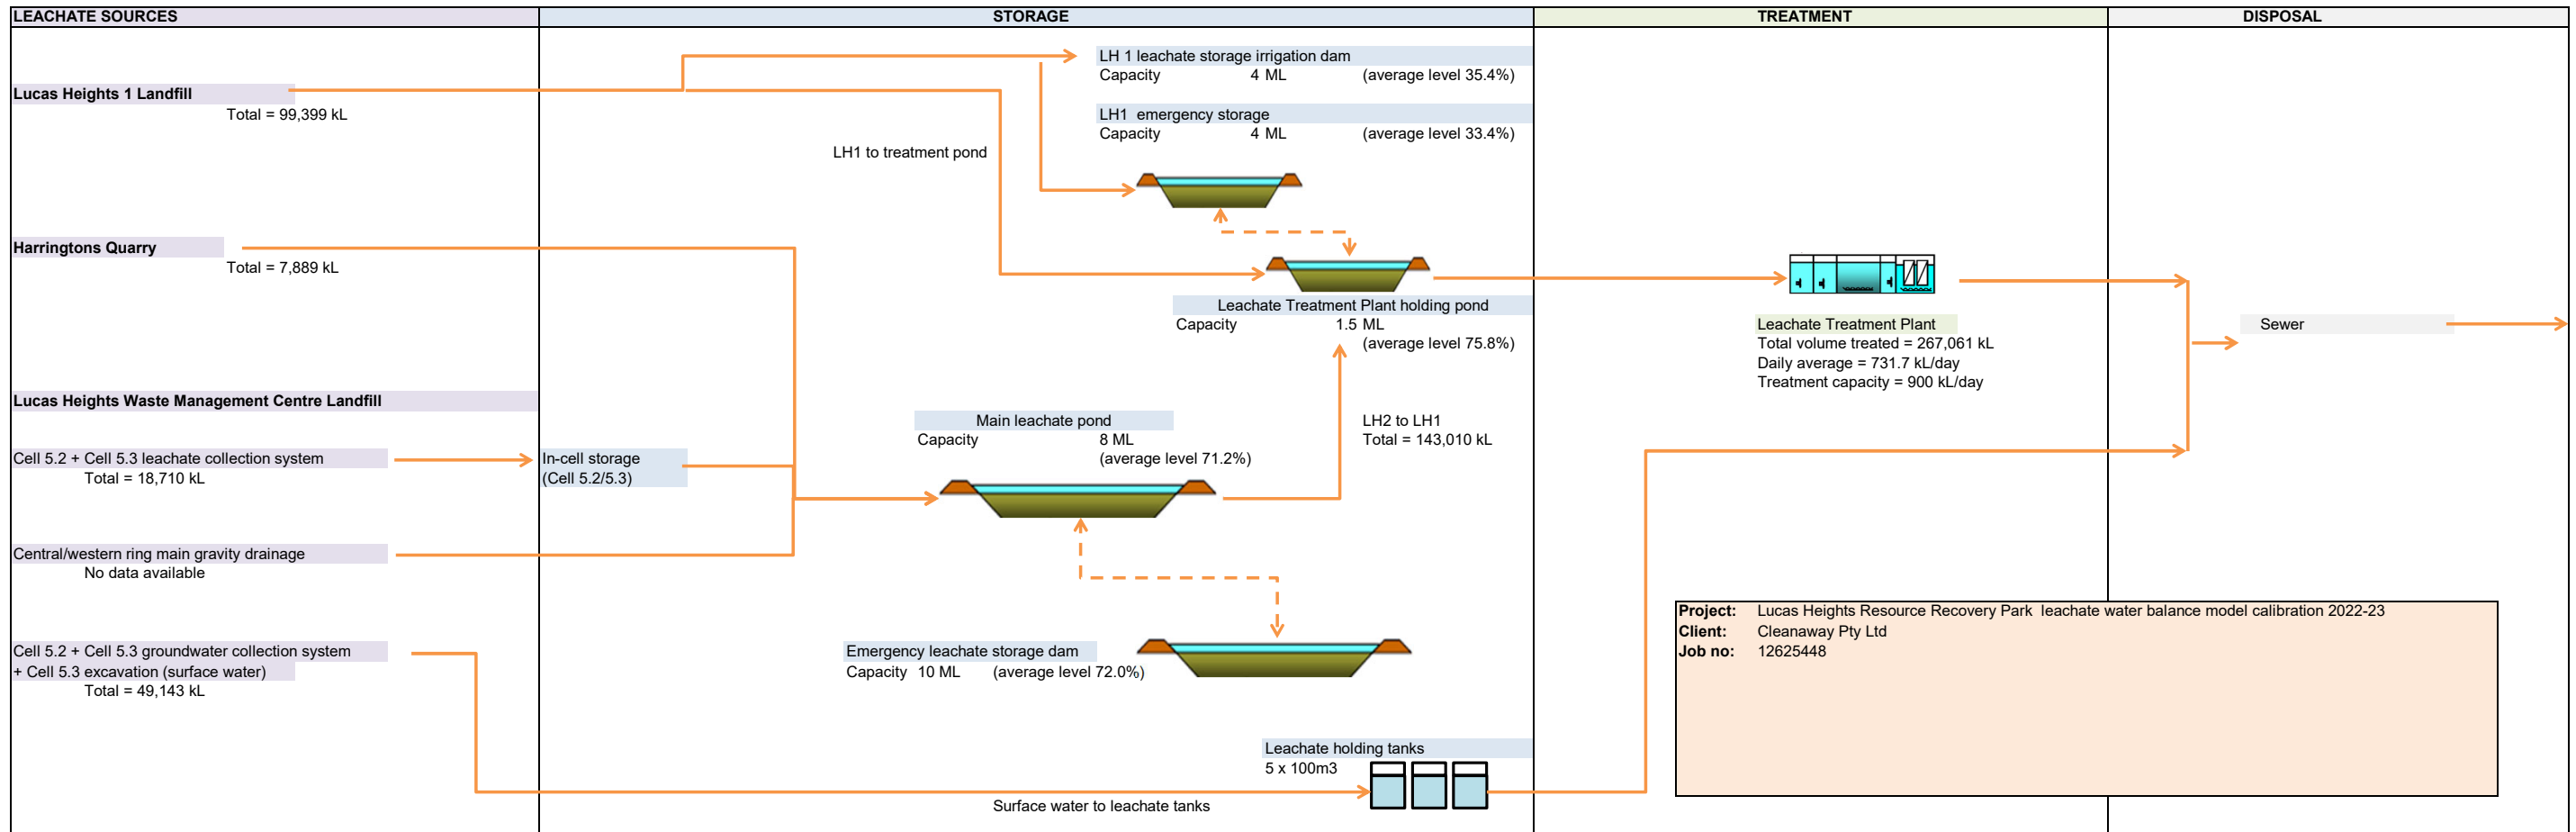 LEACHATE SOURCES
STORAGE
TREATMENT
DISPOSAL
Lucas Heights 1 Landfill
Total = 99,399 kL
Harringtons Quarry
Total = 7,889 kL
Lucas Heights Waste Management Centre Landfill
Cell 5.2 + Cell 5.3 leachate collection system
Total = 18,710 kL
Central/western ring main gravity drainage
No data available
Cell 5.2 + Cell 5.3 groundwater collection system
+ Cell 5.3 excavation (surface water)
Total = 49,143 kL
LH 1 leachate storage irrigation dam
Capacity 4 ML (average level 35.4%)
LH1 emergency storage
Capacity 4 ML (average level 33.4%)
LH1 to treatment pond
Leachate Treatment Plant holding pond
Capacity 1.5 ML
(average level 75.8%)
Main leachate pond
Capacity 8 ML
(average level 71.2%)
LH2 to LH1
Total = 143,010 kL
In-cell storage
(Cell 5.2/5.3)
Emergency leachate storage dam
Capacity 10 ML (average level 72.0%)
Leachate holding tanks
5 x 100m3
Surface water to leachate tanks
Leachate Treatment Plant
Total volume treated = 267,061 kL
Daily average = 731.7 kL/day
Treatment capacity = 900 kL/day
Sewer
Project: Lucas Heights Resource Recovery Park leachate water balance model calibration 2022-23
Client: Cleanaway Pty Ltd
Job no: 12625448